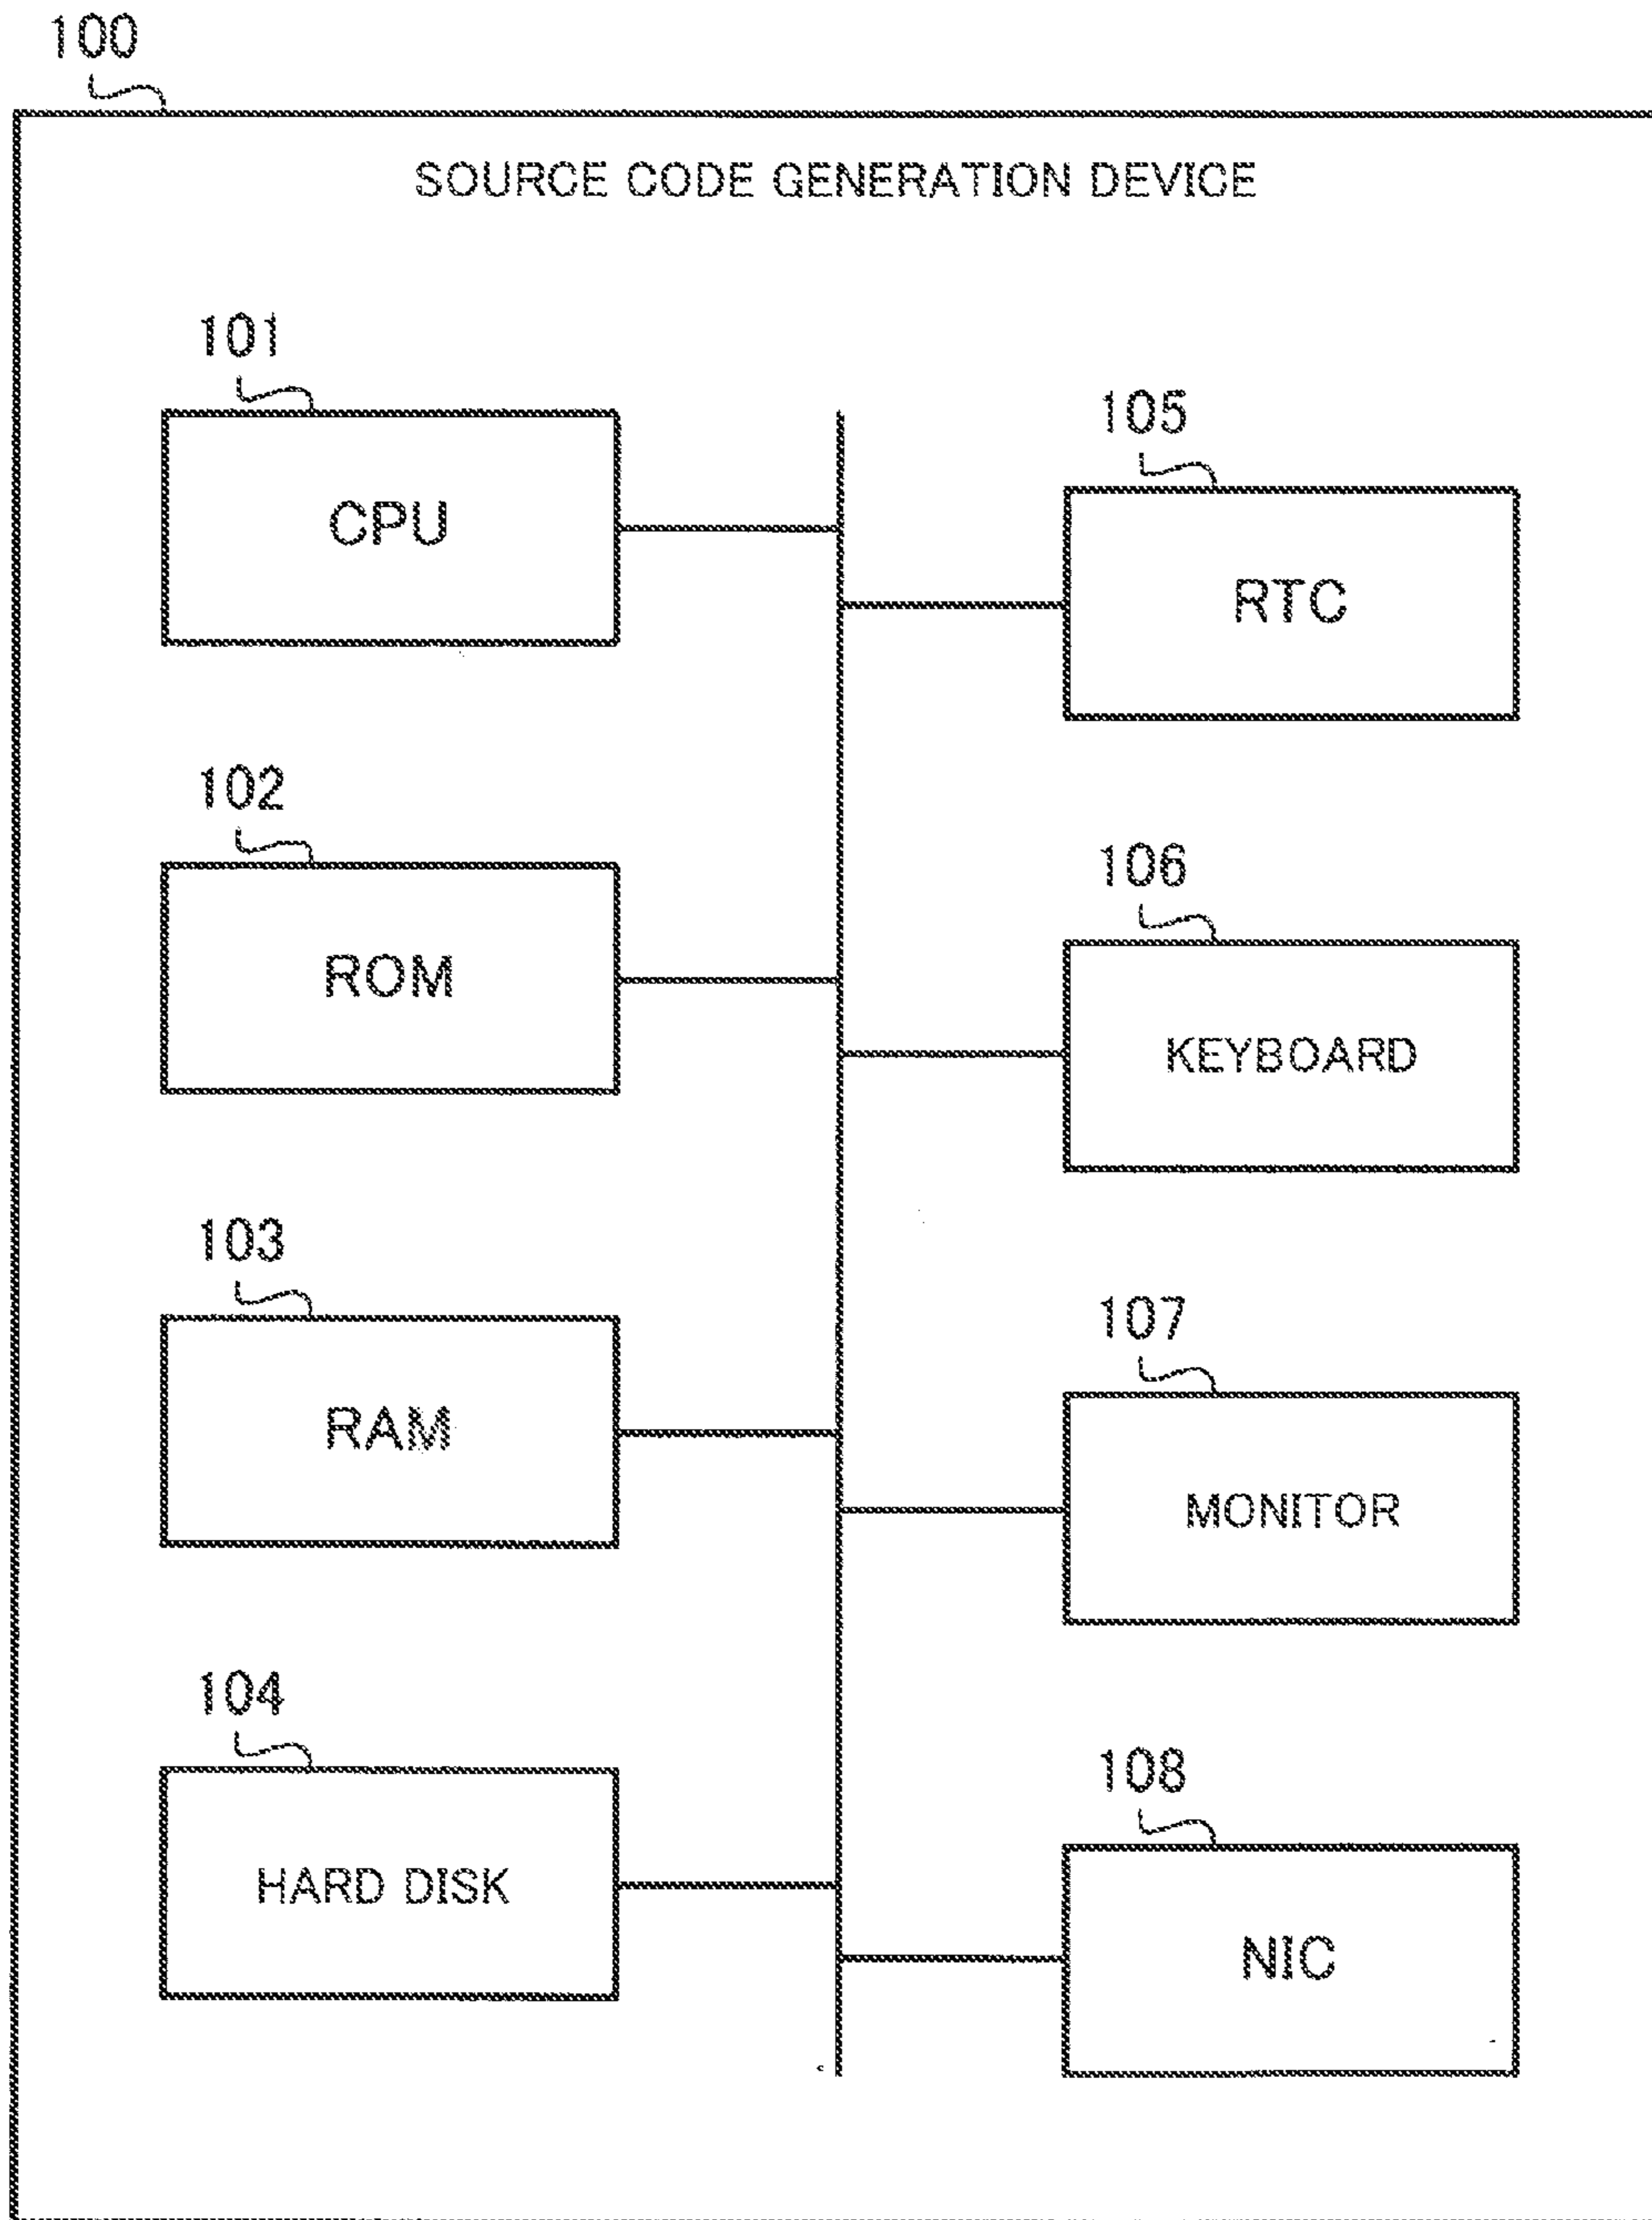 100
SOURCE CODE GENERATION DEVICE
101
CPU
102
ROM
103
RAM
104
HARD DISK
105
RTC
106
KEYBOARD
107
MONITOR
108
NIC